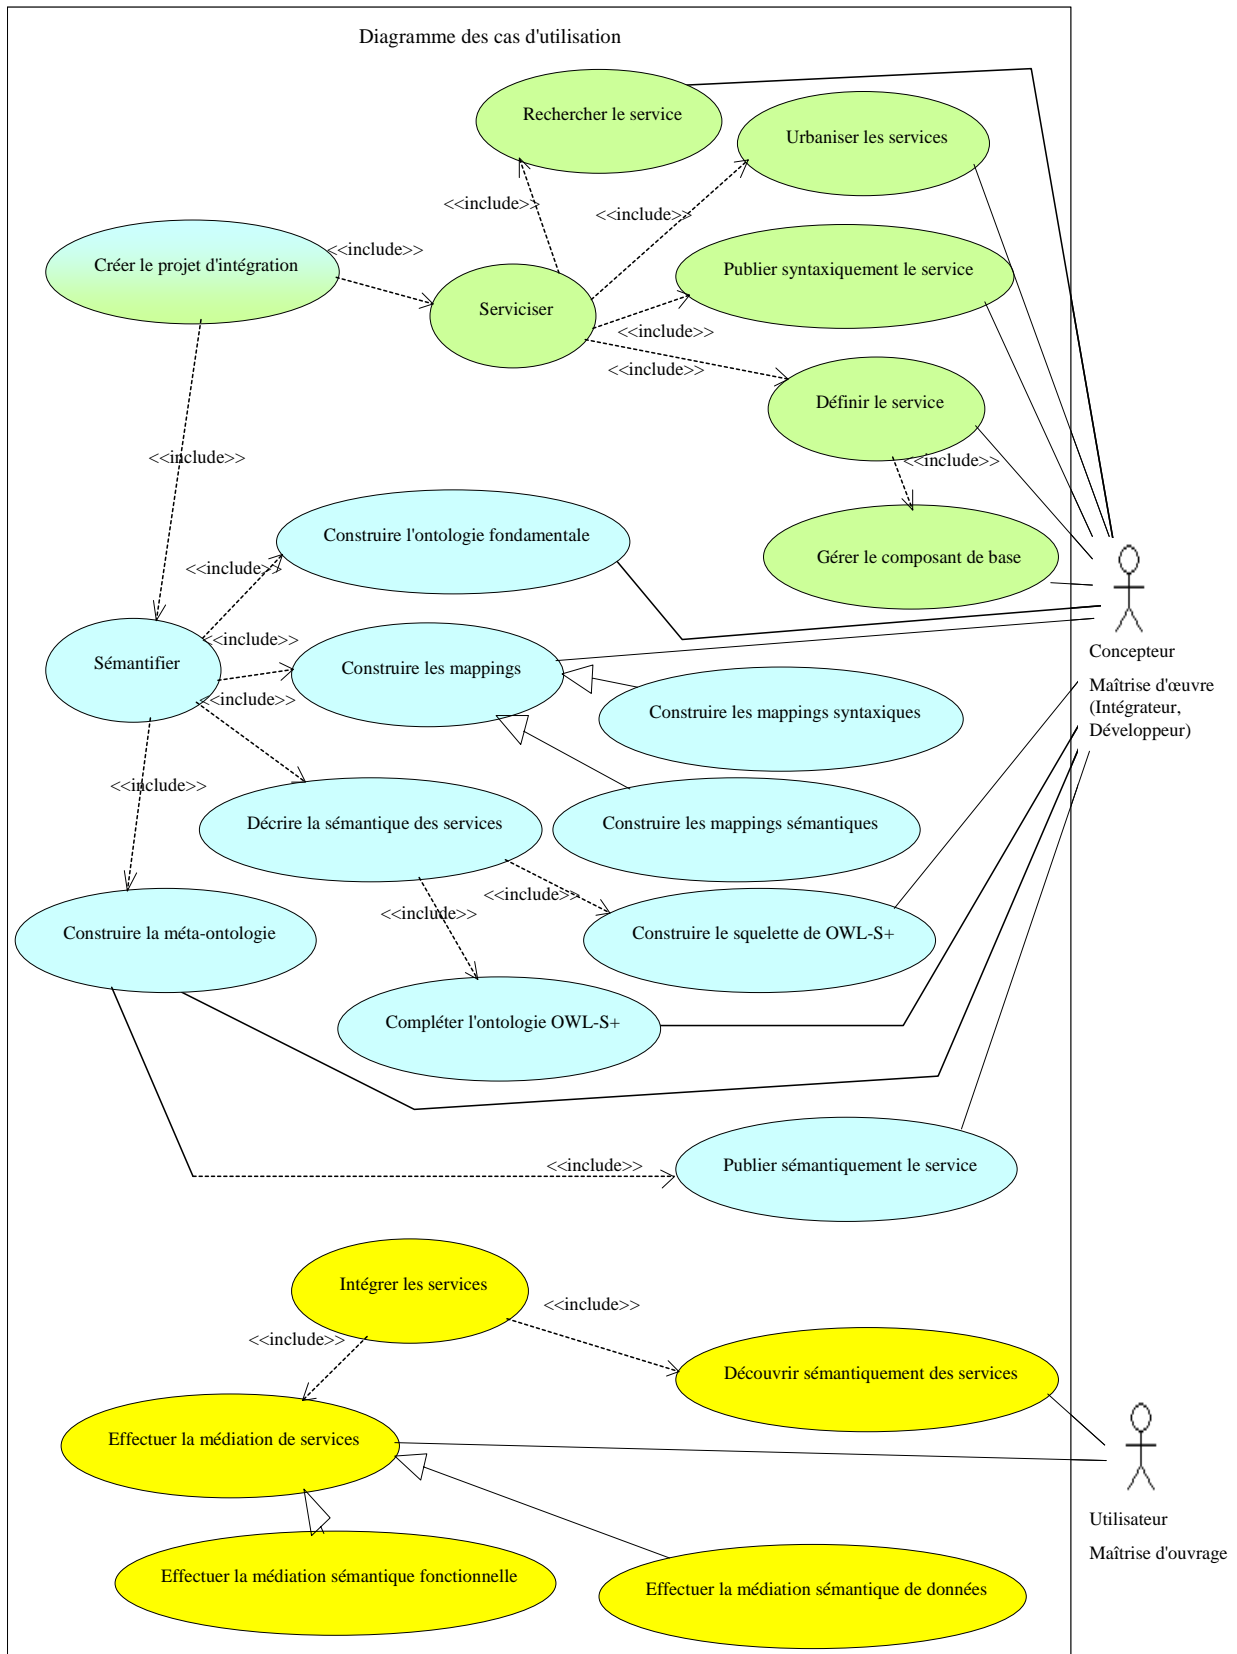 Diagramme des cas d'utilisation
Rechercher le service
Urbaniser les services
<<include>>
<<include>>
<<include>>
Créer le projet d'intégration
Publier syntaxiquement le service
Serviciser
<<include>>
<<include>>
Définir le service
<<include>>
<<include>>
Construire l'ontologie fondamentale
Gérer le composant de base
<<include>>
<<include>>
Concepteur
Sémantifier
Construire les mappings
Maîtrise d'œuvre
(Intégrateur,
Développeur)
<<include>>
Construire les mappings syntaxiques
<<include>>
Décrire la sémantique des services
Construire les mappings sémantiques
<<include>>
<<include>>
Construire la méta-ontologie
Construire le squelette de OWL-S+
Compléter l'ontologie OWL-S+
<<include>>
Publier sémantiquement le service
Intégrer les services
<<include>>
<<include>>
Découvrir sémantiquement des services
Effectuer la médiation de services
Utilisateur
Maîtrise d'ouvrage
Effectuer la médiation sémantique fonctionnelle
Effectuer la médiation sémantique de données